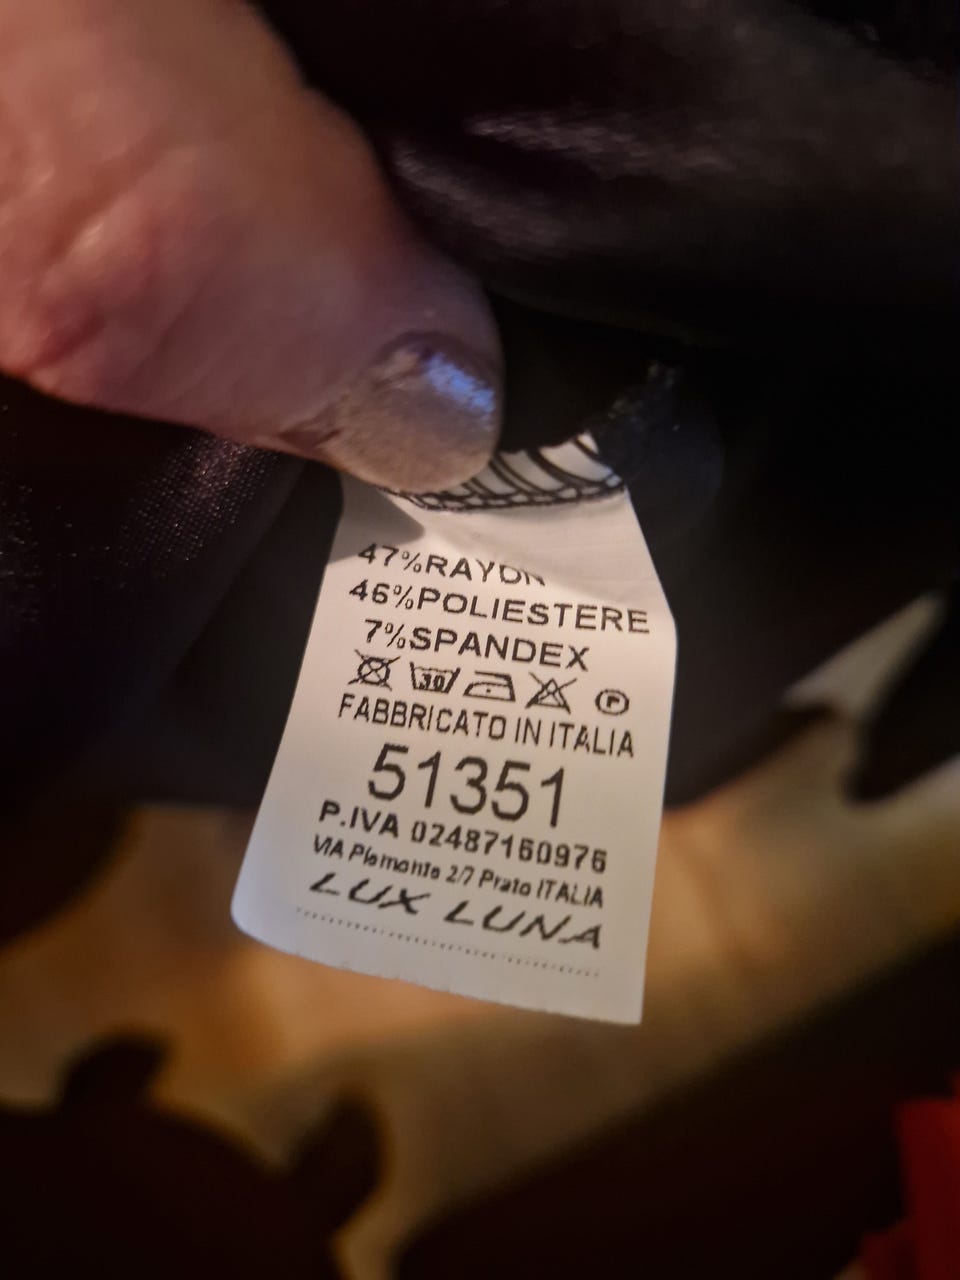 47%RAYON
46%POLIESTERE
7%SPANDEX
30 P
FABBRICATO IN ITALIA
51351
P.IVA 02487160976
VIA Piemonte 2/7 Prato ITALIA
LUX LUNA